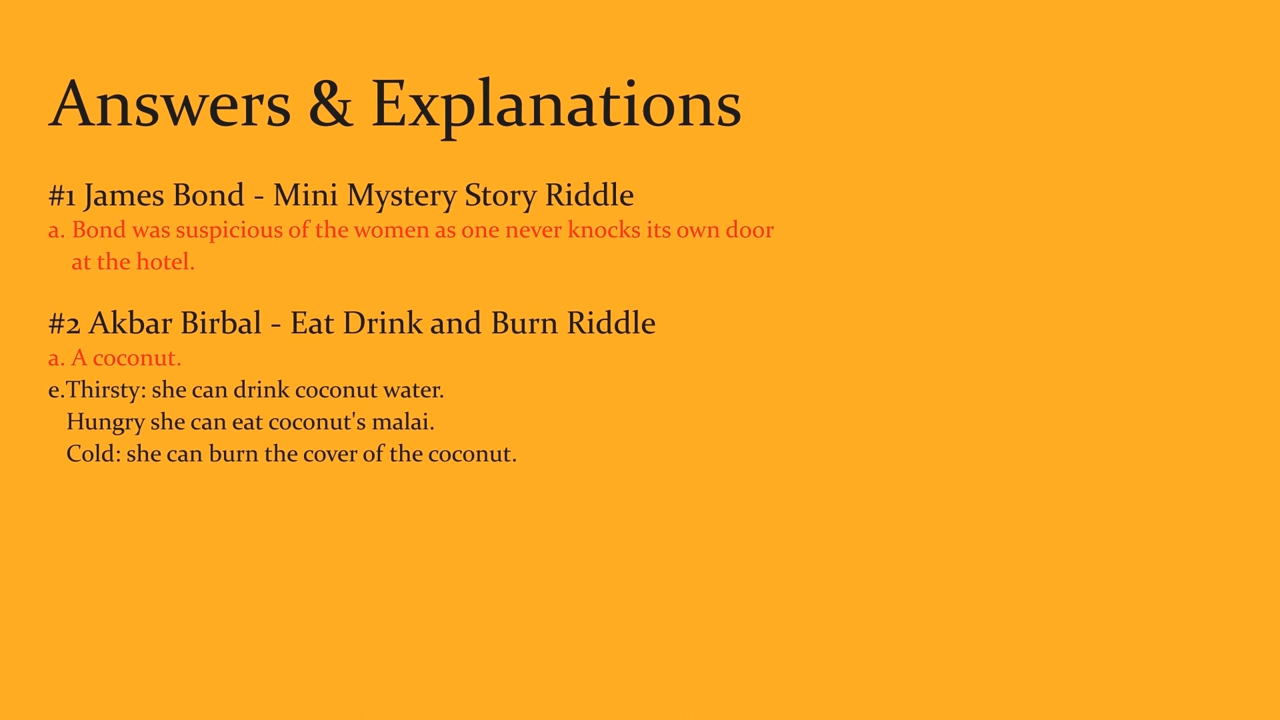 Answers & Explanations
#1 James Bond - Mini Mystery Story Riddle
a. Bond was suspicious of the women as one never knocks its own door
at the hotel.
#2 Akbar Birbal - Eat Drink and Burn Riddle
a. A coconut.
e.Thirsty: she can drink coconut water.
Hungry she can eat coconut's malai.
Cold: she can burn the cover of the coconut.